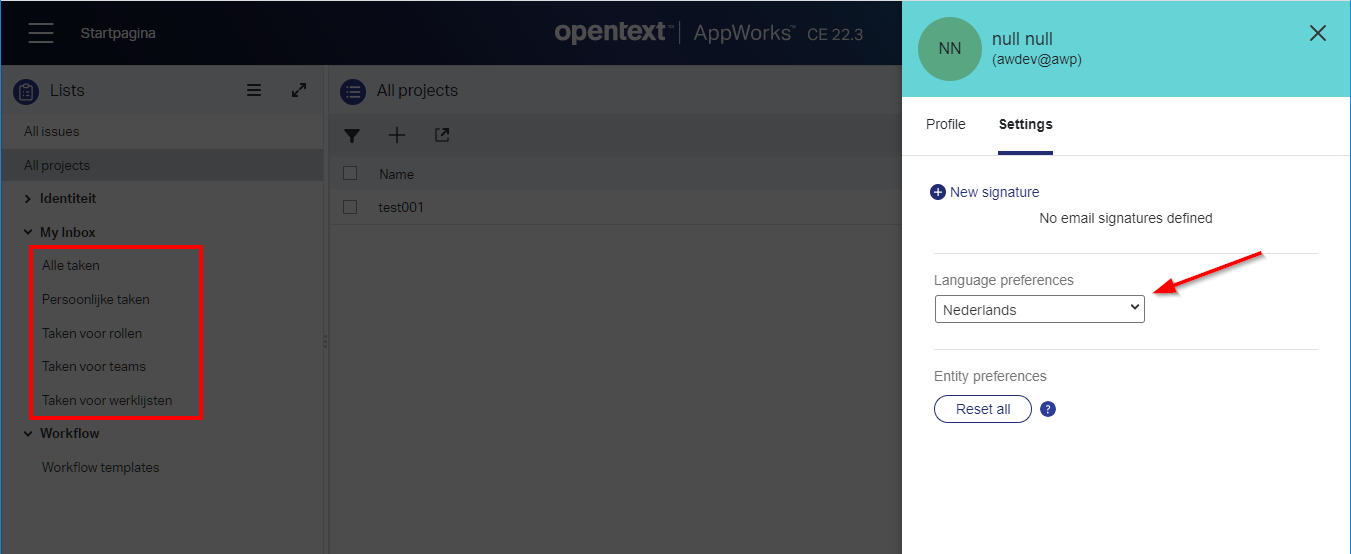 Startpagina
opentext™ | AppWorks™ CE 22.3
NN
null null
(awdev@awp)
Lists
All issues
All projects
Identiteit
My Inbox
Alle taken
Persoonlijke taken
Taken voor rollen
Taken voor teams
Taken voor werklijsten
Workflow
Workflow templates
All projects
Name
test001
Profile
Settings
New signature
No email signatures defined
Language preferences
Nederlands
Entity preferences
Reset all
?